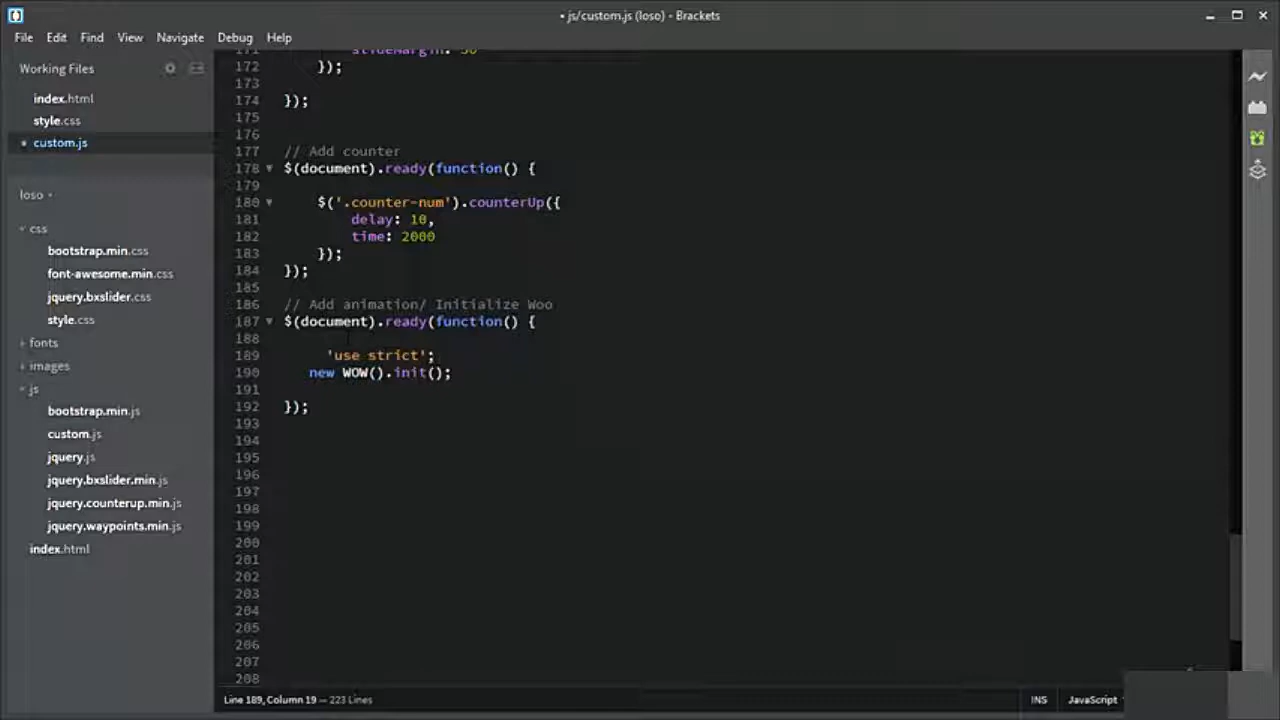 • js/custom.js (loso) - Brackets
File Edit Find View Navigate Debug Help
Working Files
index.html
style.css
• custom.js
loso
css
bootstrap.min.css
font-awesome.min.css
jquery.bxslider.css
style.css
fonts
images
js
bootstrap.min.js
custom.js
jquery.js
jquery.bxslider.min.js
jquery.counterup.min.js
jquery.waypoints.min.js
index.html
171 slideMargin: 30
172 });
173
174 });
175
176
177 // Add counter
178 $(document).ready(function() {
179
180 $('.counter-num').counterUp({
181 delay: 10,
182 time: 2000
183 });
184 });
185
186 // Add animation/ Initialize Woo
187 $(document).ready(function() {
188
189 'use strict';
190 new WOW().init();
191
192 });
193
194
195
196
197
198
199
200
201
202
203
204
205
206
207
208
Line 189, Column 19 — 223 Lines
INS JavaScript